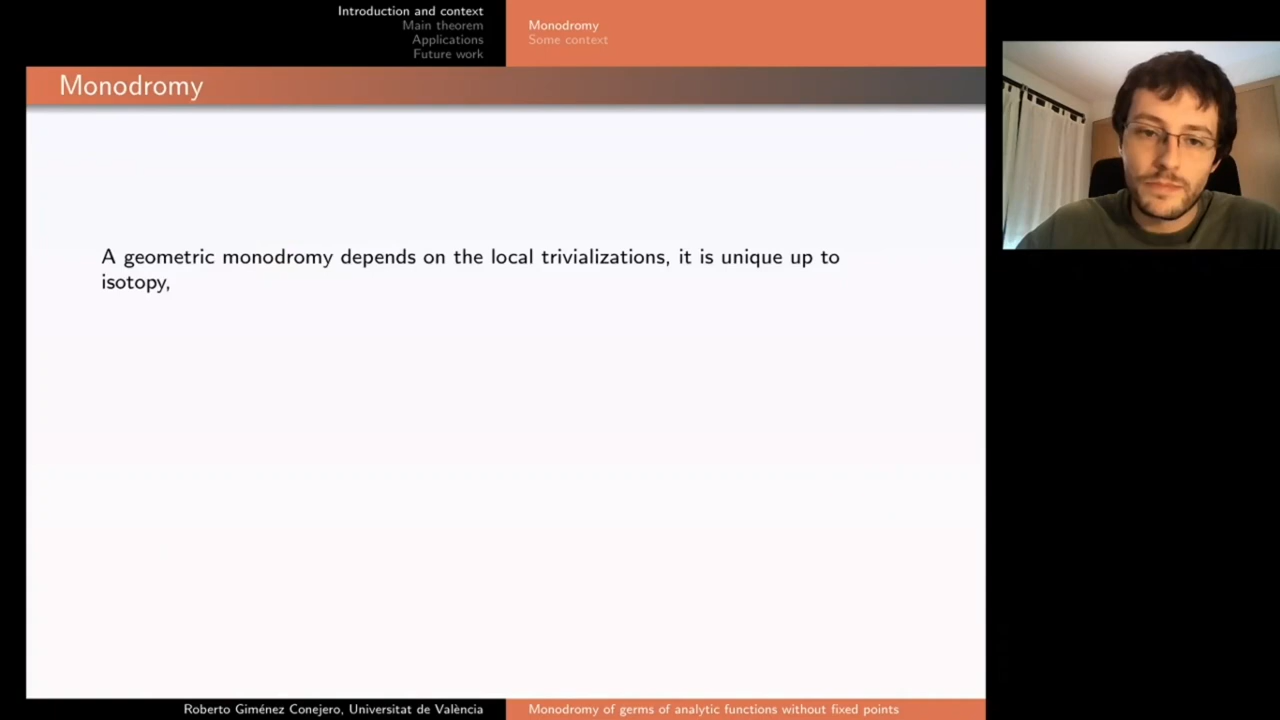 Introduction and context
Main theorem
Applications
Future work
Monodromy
Some context
Monodromy
A geometric monodromy depends on the local trivializations, it is unique up to
isotopy,
Roberto Giménez Conejero, Universitat de València
Monodromy of germs of analytic functions without fixed points